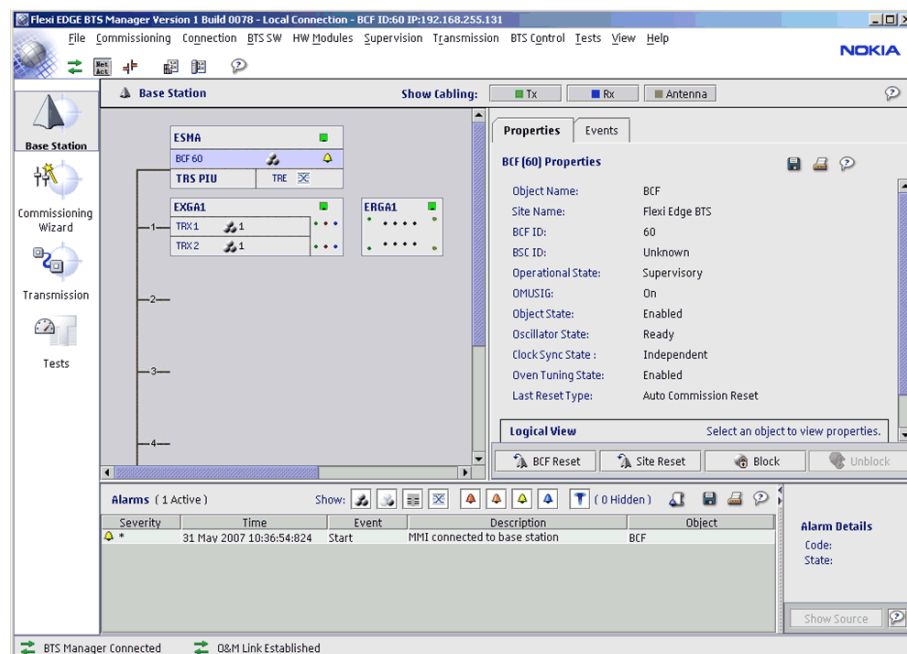 Flexi EDGE BTS Manager Version 1 Build 0078 - Local Connection - BCF ID:60 IP:192.168.255.131
File Commissioning Connection BTS SW HW Modules Supervision Transmission BTS Control Tests View Help
NOKIA
Net Act
Base Station
Show Cabling: Tx Rx Antenna
Base Station
Commissioning Wizard
Transmission
Tests
ESMA
BCF 60
TRS PIU TRE
EXGA1
TRX 1 1
TRX 2 1
ERGA1
1
2
3
4
Properties Events
BCF (60) Properties
Object Name: BCF
Site Name: Flexi Edge BTS
BCF ID: 60
BSC ID: Unknown
Operational State: Supervisory
OMUSIG: On
Object State: Enabled
Oscillator State: Ready
Clock Sync State : Independent
Oven Tuning State: Enabled
Last Reset Type: Auto Commission Reset
Logical View Select an object to view properties.
BCF Reset Site Reset Block Unblock
Alarms ( 1 Active ) Show: ( 0 Hidden )
Severity Time Event Description Object
* 31 May 2007 10:36:54:824 Start MMI connected to base station BCF
Alarm Details
Code:
State:
Show Source
BTS Manager Connected O&M Link Established